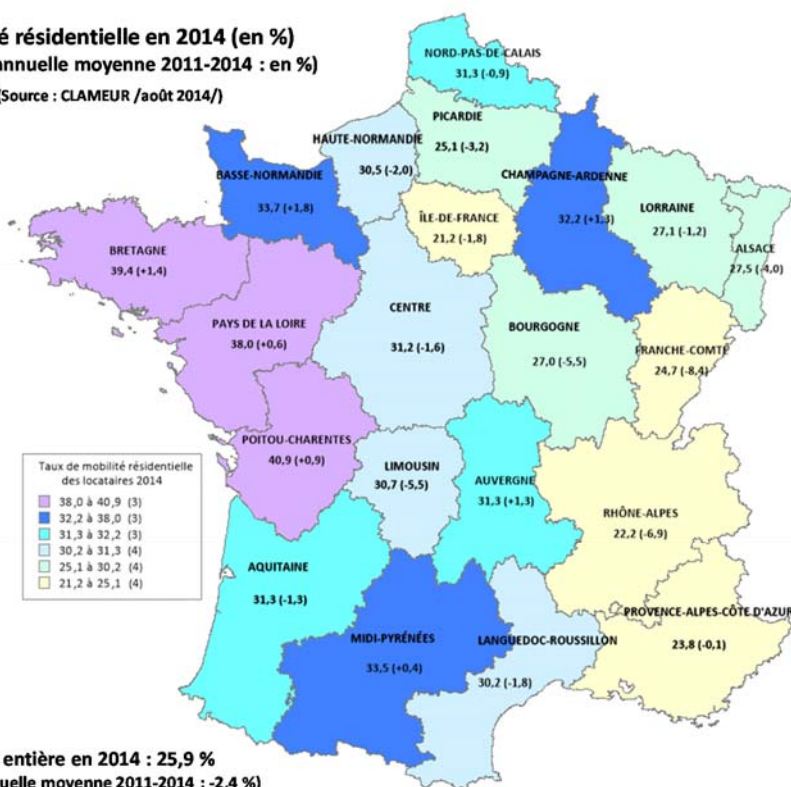 é résidentielle en 2014 (en %)
annuelle moyenne 2011-2014 : en %)
(Source : CLAMEUR /août 2014/)
NORD-PAS-DE-CALAIS
31,3 (-0,9)
PICARDIE
25,1 (-3,2)
HAUTE-NORMANDIE
30,5 (-2,0)
BASSE-NORMANDIE
33,7 (+1,8)
CHAMPAGNE-ARDENNE
32,2 (+1,3)
ÎLE-DE-FRANCE
21,2 (-1,8)
LORRAINE
27,1 (-1,2)
ALSACE
27,5 (-4,0)
BRETAGNE
39,4 (+1,4)
PAYS DE LA LOIRE
38,0 (+0,6)
CENTRE
31,2 (-1,6)
BOURGOGNE
27,0 (-5,5)
FRANCHE-COMTÉ
24,7 (-8,4)
POITOU-CHARENTES
40,9 (+0,9)
LIMOUSIN
30,7 (-5,5)
AUVERGNE
31,3 (+1,3)
RHÔNE-ALPES
22,2 (-6,9)
Taux de mobilité résidentielle
des locataires 2014
38,0 à 40,9 (3)
32,2 à 38,0 (3)
31,3 à 32,2 (3)
30,2 à 31,3 (4)
25,1 à 30,2 (4)
21,2 à 25,1 (4)
AQUITAINE
31,3 (-1,3)
MIDI-PYRÉNÉES
33,5 (+0,4)
LANGUEDOC-ROUSSILLON
30,2 (-1,8)
PROVENCE-ALPES-CÔTE D'AZUR
23,8 (-0,1)
entière en 2014 : 25,9 %
uelle moyenne 2011-2014 : -2,4 %)